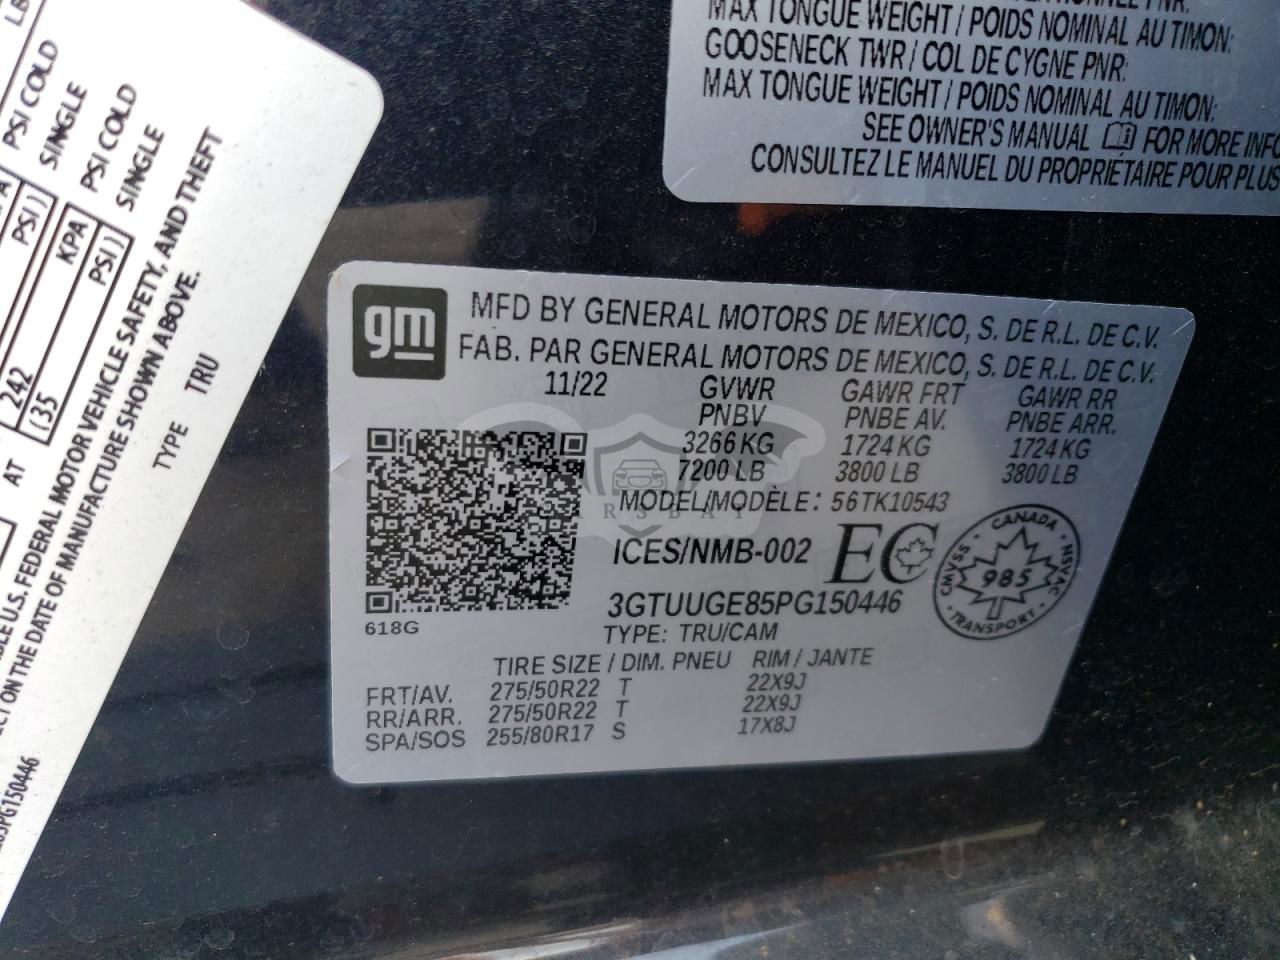 LB
PSI COLD
SINGLE
PSI)
KPA
PSI COLD
PSI)
SINGLE
242
(35
AT
U.S. FEDERAL MOTOR VEHICLE SAFETY, AND THEFT
ON THE DATE OF MANUFACTURE SHOWN ABOVE.
TYPE TRU
PG150446
MAX TONGUE WEIGHT / POIDS NOMINAL AU TIMON:
GOOSENECK TWR / COL DE CYGNE PNR:
MAX TONGUE WEIGHT / POIDS NOMINAL AU TIMON:
SEE OWNER'S MANUAL FOR MORE INFO
CONSULTEZ LE MANUEL DU PROPRIÉTAIRE POUR PLUS
gm
MFD BY GENERAL MOTORS DE MEXICO, S. DE R.L. DE C.V.
FAB. PAR GENERAL MOTORS DE MEXICO, S. DE R.L. DE C.V.
11/22 GVWR GAWR FRT GAWR RR
PNBV PNBE AV. PNBE ARR.
3266 KG 1724 KG 1724 KG
7200 LB 3800 LB 3800 LB
MODEL/MODÈLE: 56TK10543
ICES/NMB-002 EC
CANADA
CMVSS 985 NSVAC
TRANSPORT
3GTUUGE85PG150446
618G
TYPE: TRU/CAM
TIRE SIZE / DIM. PNEU RIM / JANTE
FRT/AV. 275/50R22 T 22X9J
RR/ARR. 275/50R22 T 22X9J
SPA/SOS 255/80R17 S 17X8J